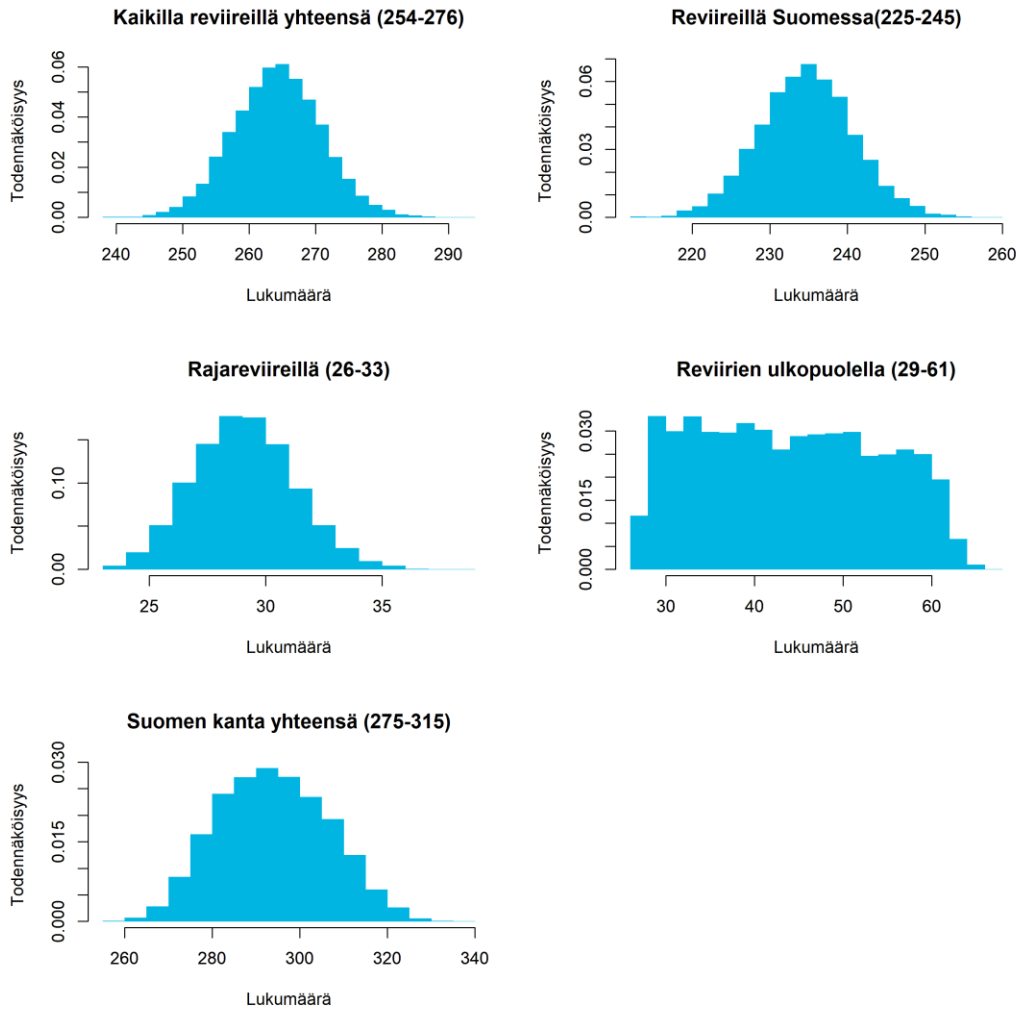 Kaikilla reviireillä yhteensä (254-276)
Todennäköisyys
0.00 0.02 0.04 0.06
240 250 260 270 280 290
Lukumäärä
Reviireillä Suomessa(225-245)
Todennäköisyys
0.00 0.03 0.06
220 230 240 250 260
Lukumäärä
Rajareviireillä (26-33)
Todennäköisyys
0.00 0.10
25 30 35
Lukumäärä
Reviirien ulkopuolella (29-61)
Todennäköisyys
0.000 0.015 0.030
30 40 50 60
Lukumäärä
Suomen kanta yhteensä (275-315)
Todennäköisyys
0.000 0.015 0.030
260 280 300 320 340
Lukumäärä